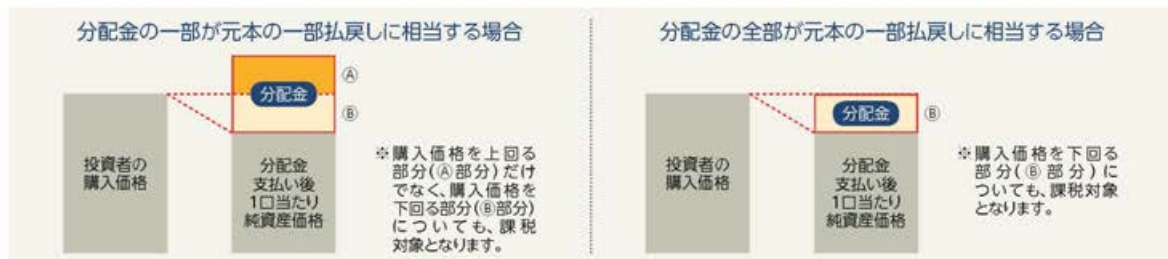 分配金の一部が元本の一部払戻しに相当する場合
Ⓐ
分配金
Ⓑ
投資者の
購入価格
分配金
支払い後
1口当たり
純資産価格
※購入価格を上回る
部分(Ⓐ部分)だけ
でなく、購入価格を
下回る部分(Ⓑ部分)
についても、課税
対象となります。
分配金の全部が元本の一部払戻しに相当する場合
分配金
Ⓑ
投資者の
購入価格
分配金
支払い後
1口当たり
純資産価格
※購入価格を下回る
部分(Ⓑ部分)に
ついても、課税対象
となります。